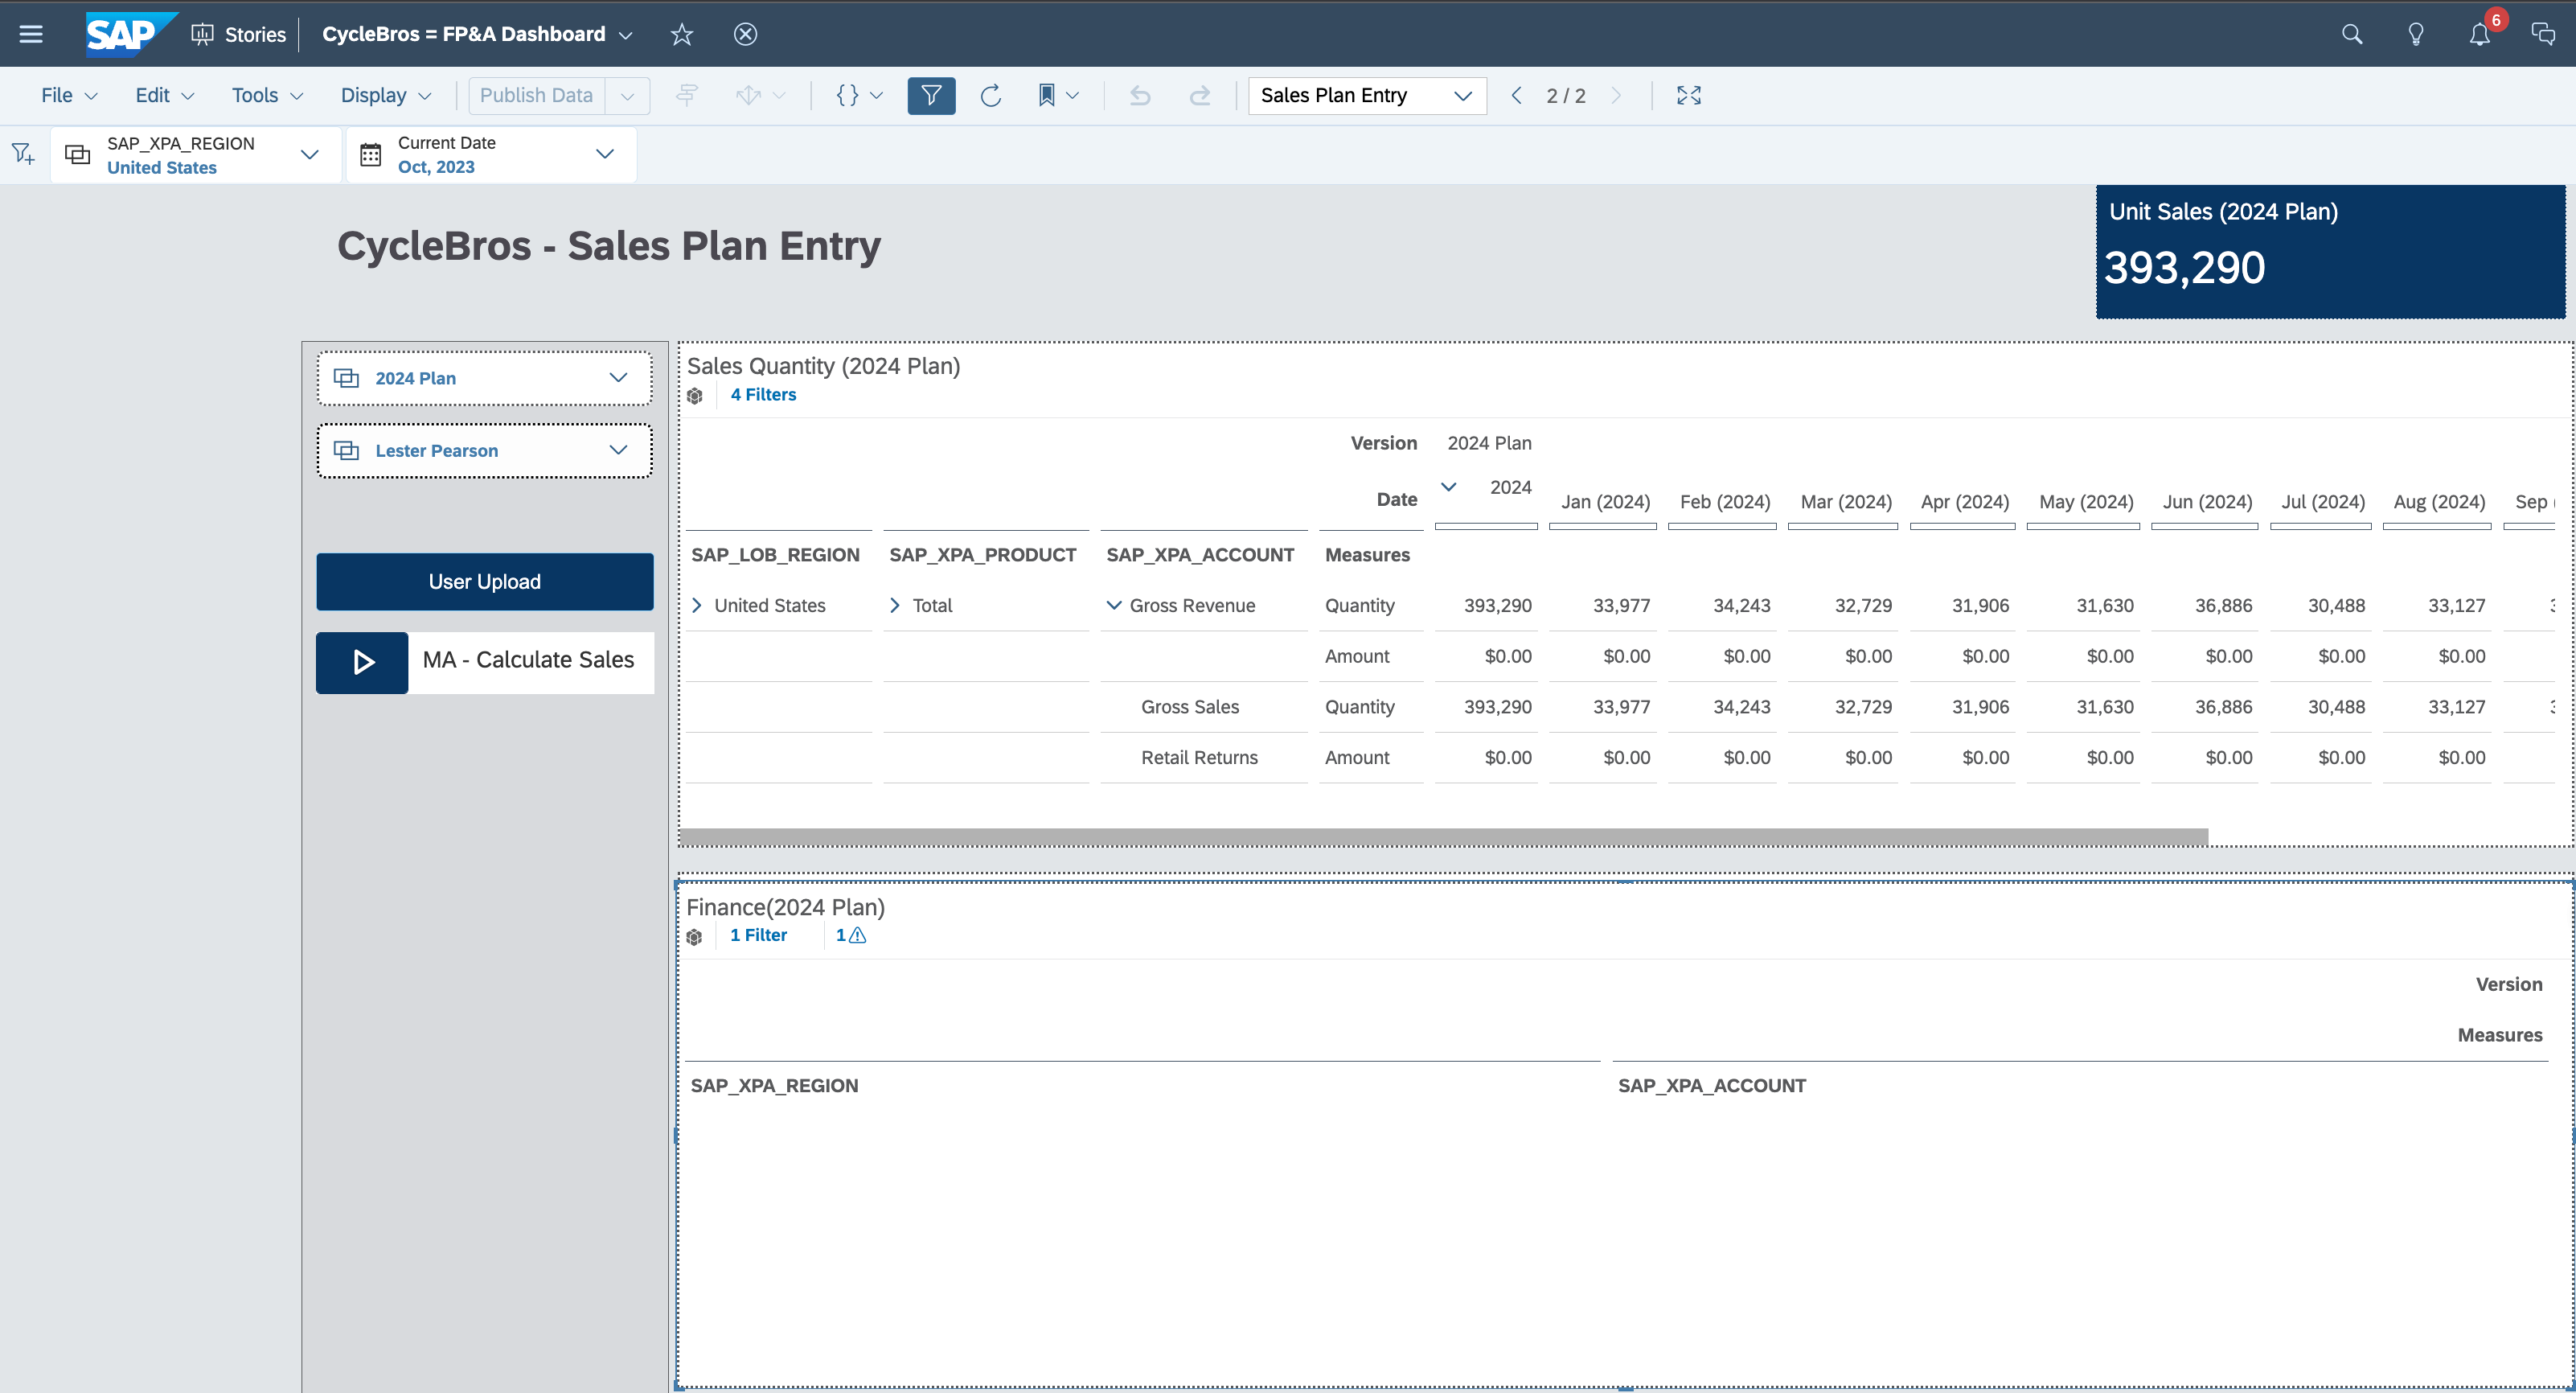 SAP Stories CycleBros = FP&A Dashboard 6
File Edit Tools Display Publish Data { } Sales Plan Entry 2 / 2
SAP_XPA_REGION Current Date
United States Oct, 2023
Unit Sales (2024 Plan)
393,290
CycleBros - Sales Plan Entry
2024 Plan
Lester Pearson
User Upload
MA - Calculate Sales
Sales Quantity (2024 Plan)
4 Filters
Version 2024 Plan
Date 2024 Jan (2024) Feb (2024) Mar (2024) Apr (2024) May (2024) Jun (2024) Jul (2024) Aug (2024) Sep (
SAP_LOB_REGION SAP_XPA_PRODUCT SAP_XPA_ACCOUNT Measures
United States Total Gross Revenue Quantity 393,290 33,977 34,243 32,729 31,906 31,630 36,886 30,488 33,127
Amount $0.00 $0.00 $0.00 $0.00 $0.00 $0.00 $0.00 $0.00 $0.00
Gross Sales Quantity 393,290 33,977 34,243 32,729 31,906 31,630 36,886 30,488 33,127
Retail Returns Amount $0.00 $0.00 $0.00 $0.00 $0.00 $0.00 $0.00 $0.00 $0.00
Finance(2024 Plan)
1 Filter 1
Version
Measures
SAP_XPA_REGION SAP_XPA_ACCOUNT